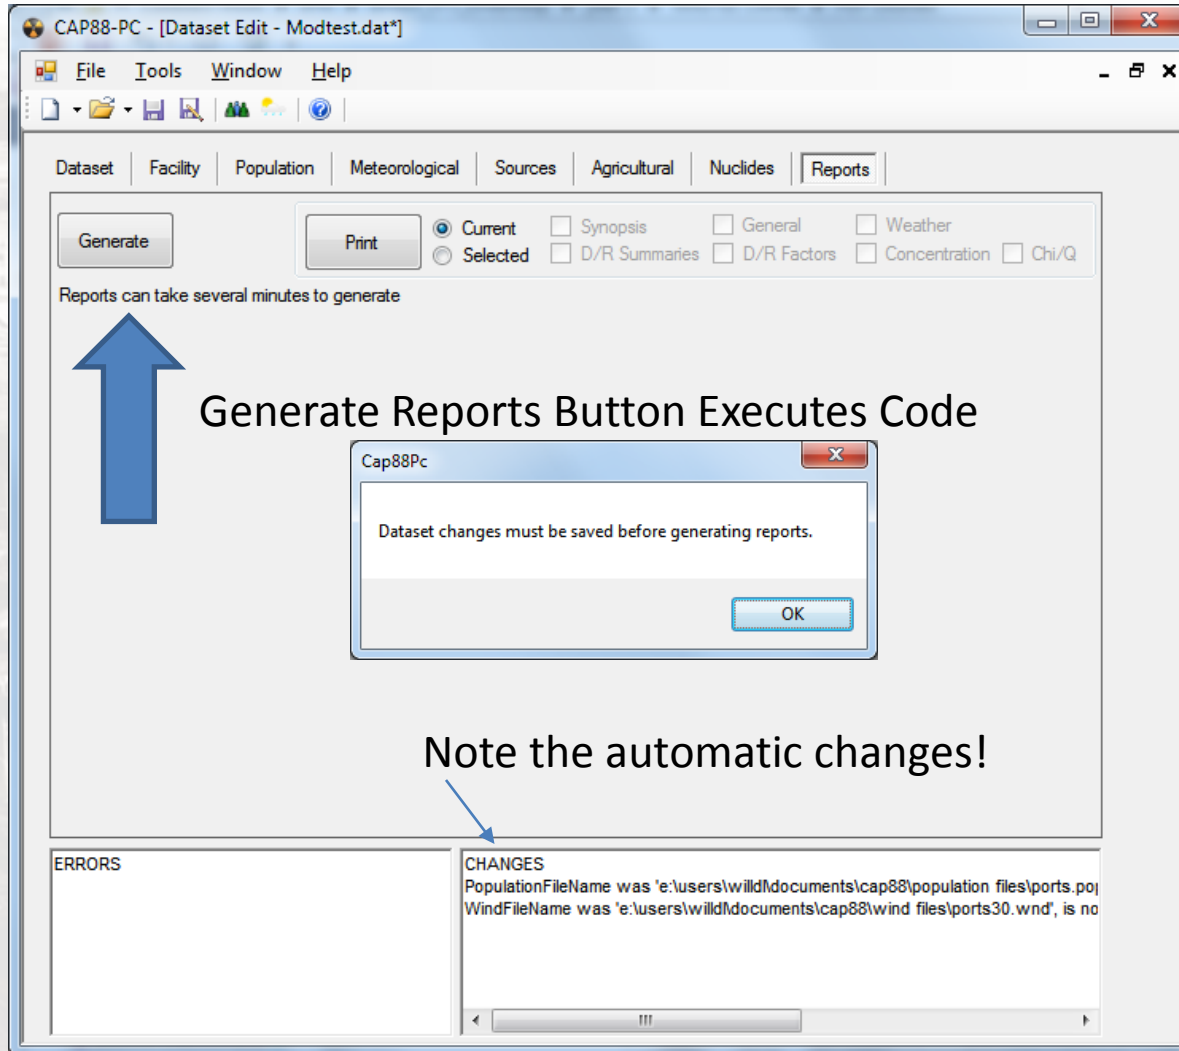 CAP88-PC - [Dataset Edit - Modtest.dat*]
File Tools Window Help
Dataset Facility Population Meteorological Sources Agricultural Nuclides Reports
Generate Print Current Synopsis General Weather
Selected D/R Summaries D/R Factors Concentration Chi/Q
Reports can take several minutes to generate
Generate Reports Button Executes Code
Cap88Pc
Dataset changes must be saved before generating reports.
OK
Note the automatic changes!
ERRORS
CHANGES
PopulationFileName was 'e:\users\willdl\documents\cap88\population files\ports.pop
WindFileName was 'e:\users\willdl\documents\cap88\wind files\ports30.wnd', is no